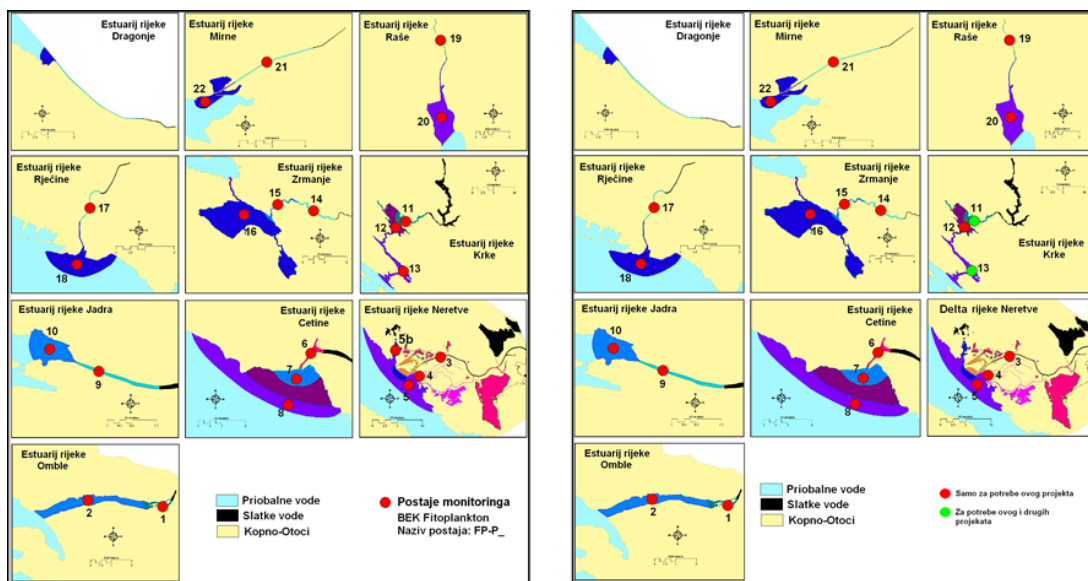 Estuarij rijeke
Dragonje
Estuarij rijeke
Mirne
21
22
Estuarij rijeke
Raše
19
20
Estuarij rijeke
Rječine
17
18
Estuarij rijeke
Zrmanje
15
14
16
11
12
13
Estuarij rijeke
Krke
Estuarij rijeke Jadra
10
9
Estuarij rijeke
Cetine
6
7
8
Estuarij rijeke Neretve
5b
3
4
5
Estuarij rijeke
Omble
2
1
Priobalne vode
Slatke vode
Kopno-Otoci
Postaje monitoringa
BEK Fitoplankton
Naziv postaja: FP-P_
Estuarij rijeke
Dragonje
Estuarij rijeke
Mirne
21
22
Estuarij rijeke
Raše
19
20
Estuarij rijeke
Rječine
17
18
Estuarij rijeke
Zrmanje
15
14
16
11
12
13
Estuarij rijeke
Krke
Estuarij rijeke Jadra
10
9
Estuarij rijeke
Cetine
6
7
8
Delta rijeke Neretve
3
4
5
Estuarij rijeke
Omble
2
1
Priobalne vode
Slatke vode
Kopno-Otoci
Samo za potrebe ovog projekta
Za potrebe ovog i drugih
projekata